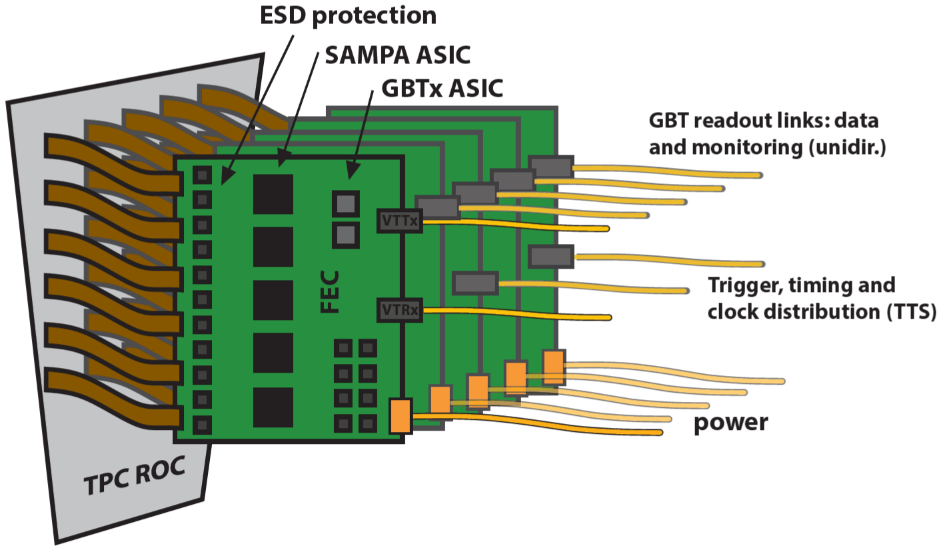 ESD protection
SAMPA ASIC
GBTx ASIC
GBT readout links: data
and monitoring (unidir.)
VTTx
FEC
VTRx
Trigger, timing and
clock distribution (TTS)
power
TPC ROC